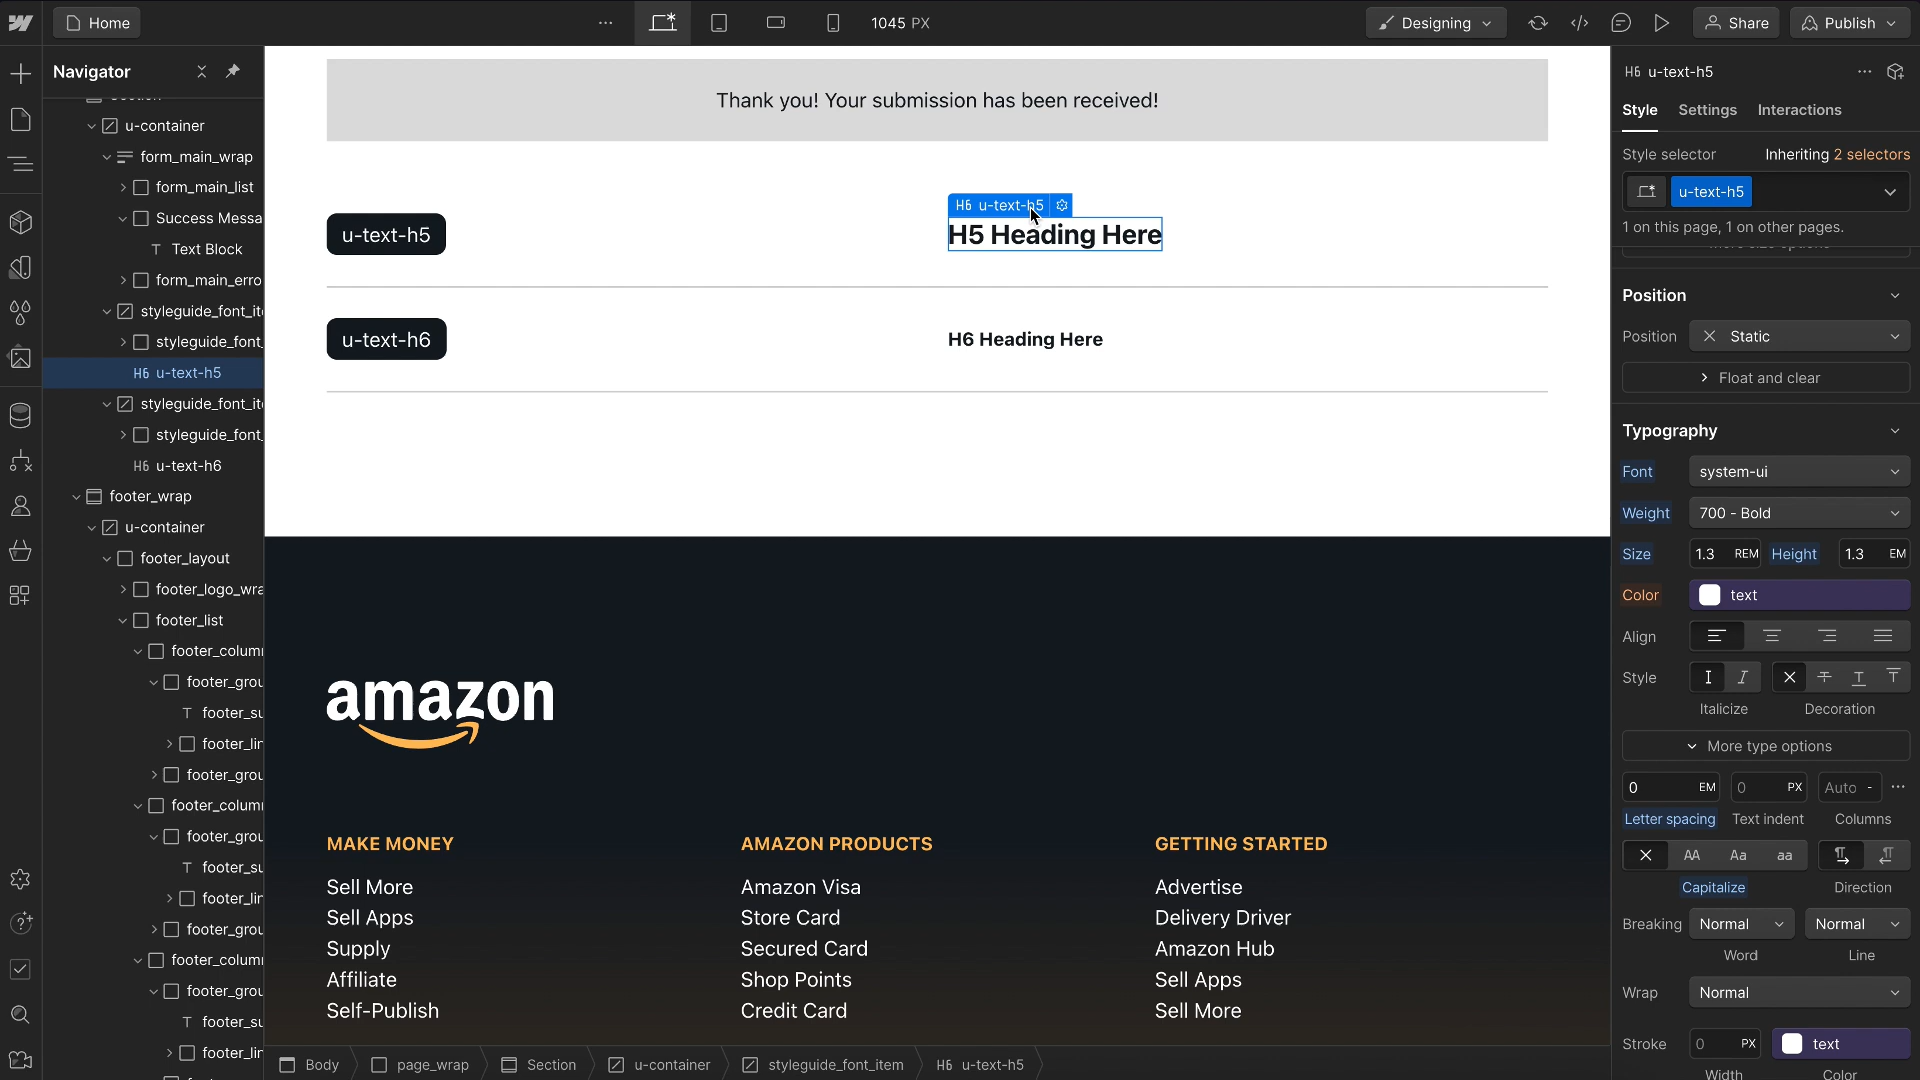 Home
1045 PX
Designing
Share
Publish
Navigator
u-container
form_main_wrap
form_main_list
Success Messa
Text Block
form_main_erro
styleguide_font_it
styleguide_font_
H6 u-text-h5
styleguide_font_it
styleguide_font_
H6 u-text-h6
footer_wrap
u-container
footer_layout
footer_logo_wra
footer_list
footer_colum
footer_grou
T footer_su
footer_lin
footer_grou
footer_colum
footer_grou
T footer_su
footer_lin
footer_grou
footer_colum
footer_grou
T footer_su
footer_lin
Thank you! Your submission has been received!
H6 u-text-h5
u-text-h5
H5 Heading Here
u-text-h6
H6 Heading Here
amazon
MAKE MONEY
Sell More
Sell Apps
Supply
Affiliate
Self-Publish
AMAZON PRODUCTS
Amazon Visa
Store Card
Secured Card
Shop Points
Credit Card
GETTING STARTED
Advertise
Delivery Driver
Amazon Hub
Sell Apps
Sell More
Body
page_wrap
Section
u-container
styleguide_font_item
H6 u-text-h5
H6 u-text-h5
Style Settings Interactions
Style selector Inheriting 2 selectors
u-text-h5
1 on this page, 1 on other pages.
Position
Position Static
Float and clear
Typography
Font system-ui
Weight 700 - Bold
Size 1.3 REM Height 1.3 EM
Color text
Align
Style
Italicize Decoration
More type options
0 EM 0 PX Auto -
Letter spacing Text indent Columns
AA Aa aa
Capitalize Direction
Breaking Normal Normal
Word Line
Wrap Normal
Stroke 0 PX text
Width Color